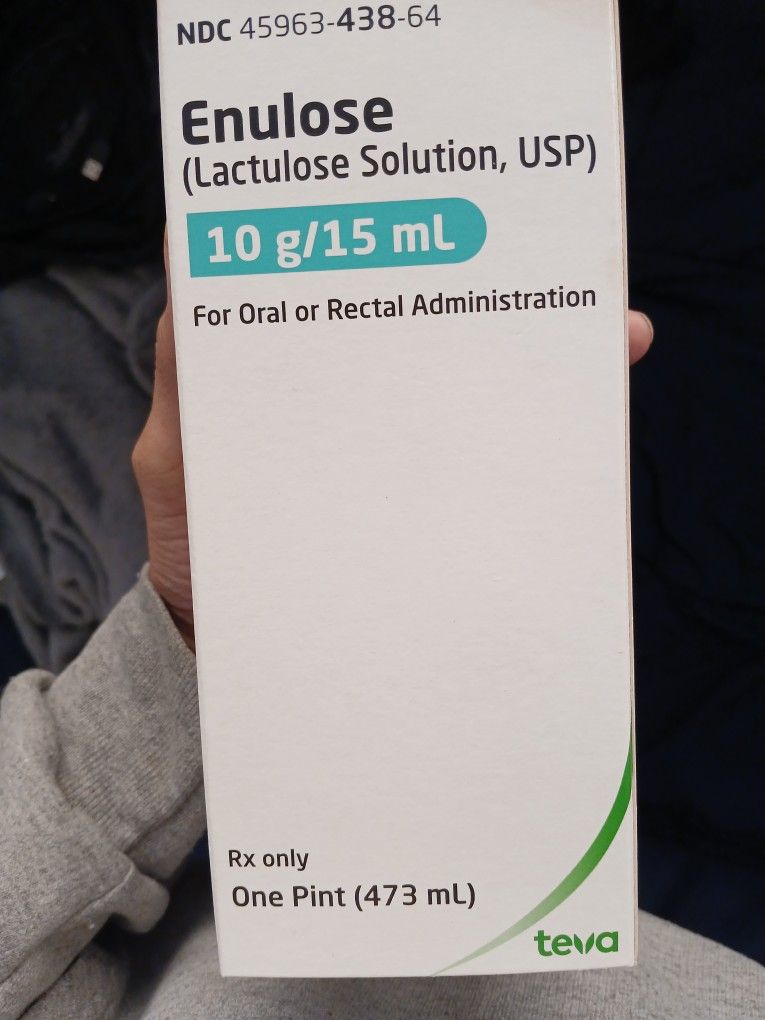 NDC 45963-438-64
Enulose
(Lactulose Solution, USP)
10 g/15 mL
For Oral or Rectal Administration
Rx only
One Pint (473 mL)
teva